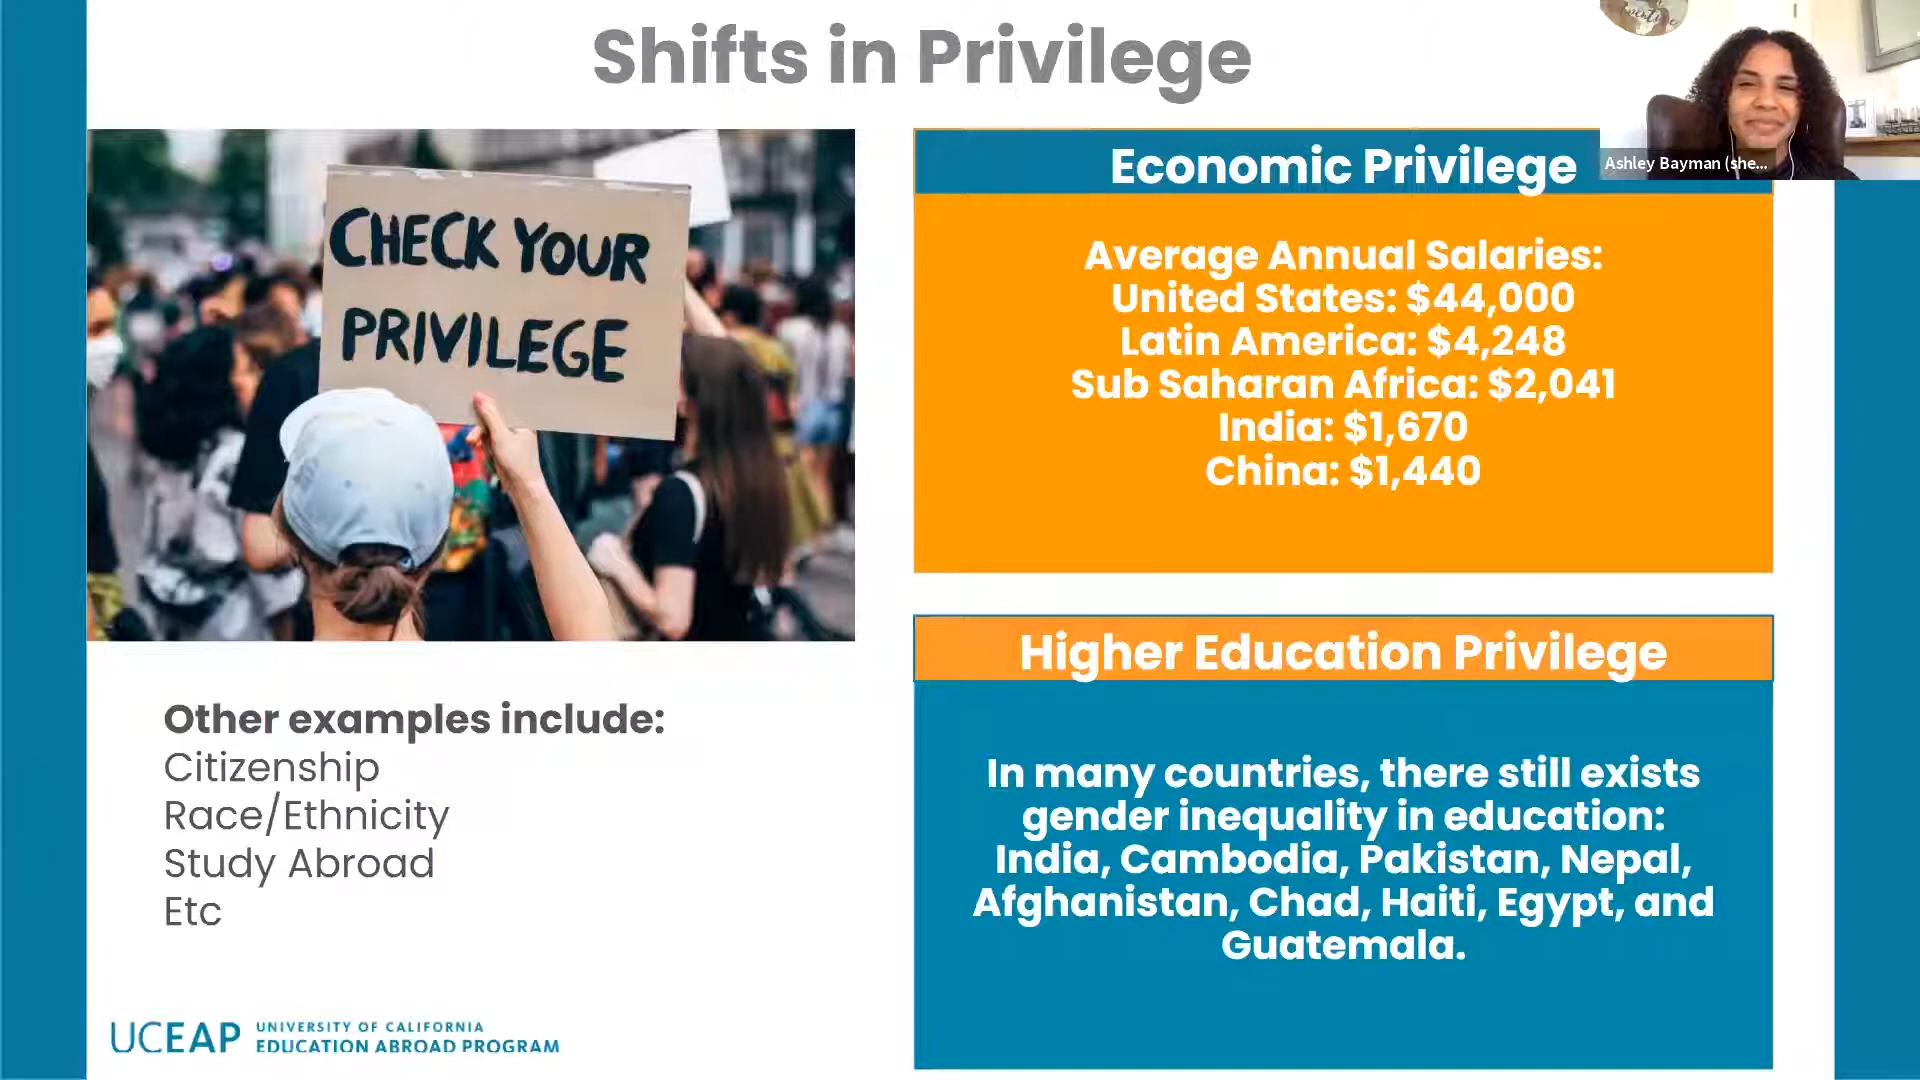 Shifts in Privilege
CHECK YOUR
PRIVILEGE
Other examples include:
Citizenship
Race/Ethnicity
Study Abroad
Etc
UCEAP
UNIVERSITY OF CALIFORNIA
EDUCATION ABROAD PROGRAM
Economic Privilege
Average Annual Salaries:
United States: $44,000
Latin America: $4,248
Sub Saharan Africa: $2,041
India: $1,670
China: $1,440
Higher Education Privilege
In many countries, there still exists
gender inequality in education:
India, Cambodia, Pakistan, Nepal,
Afghanistan, Chad, Haiti, Egypt, and
Guatemala.
Ashley Bayman (she...